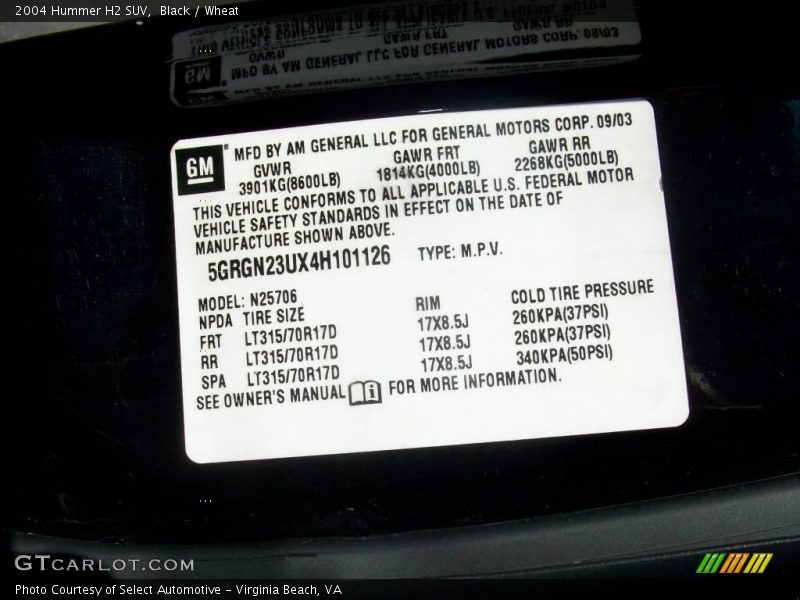 2004 Hummer H2 SUV, Black / Wheat
GM
MFD BY AM GENERAL LLC FOR GENERAL MOTORS CORP. 09/03
GVWR GAWR FRT GAWR RR
3901KG(8600LB) 1814KG(4000LB) 2268KG(5000LB)
THIS VEHICLE CONFORMS TO ALL APPLICABLE U.S. FEDERAL MOTOR
VEHICLE SAFETY STANDARDS IN EFFECT ON THE DATE OF
MANUFACTURE SHOWN ABOVE.
5GRGN23UX4H101126 TYPE: M.P.V.
MODEL: N25706
NPDA TIRE SIZE RIM COLD TIRE PRESSURE
FRT LT315/70R17D 17X8.5J 260KPA(37PSI)
RR LT315/70R17D 17X8.5J 260KPA(37PSI)
SPA LT315/70R17D 17X8.5J 340KPA(50PSI)
SEE OWNER'S MANUAL FOR MORE INFORMATION.
GTCARLOT.COM
Photo Courtesy of Select Automotive - Virginia Beach, VA